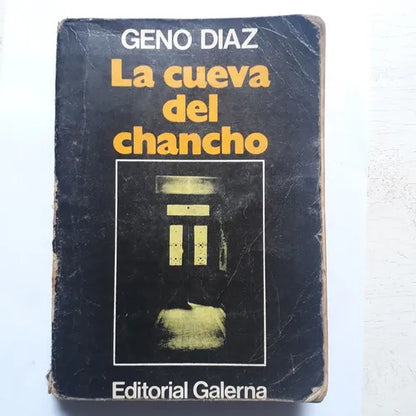 GENO DIAZ
La cueva
del
chancho
Editorial Galerna